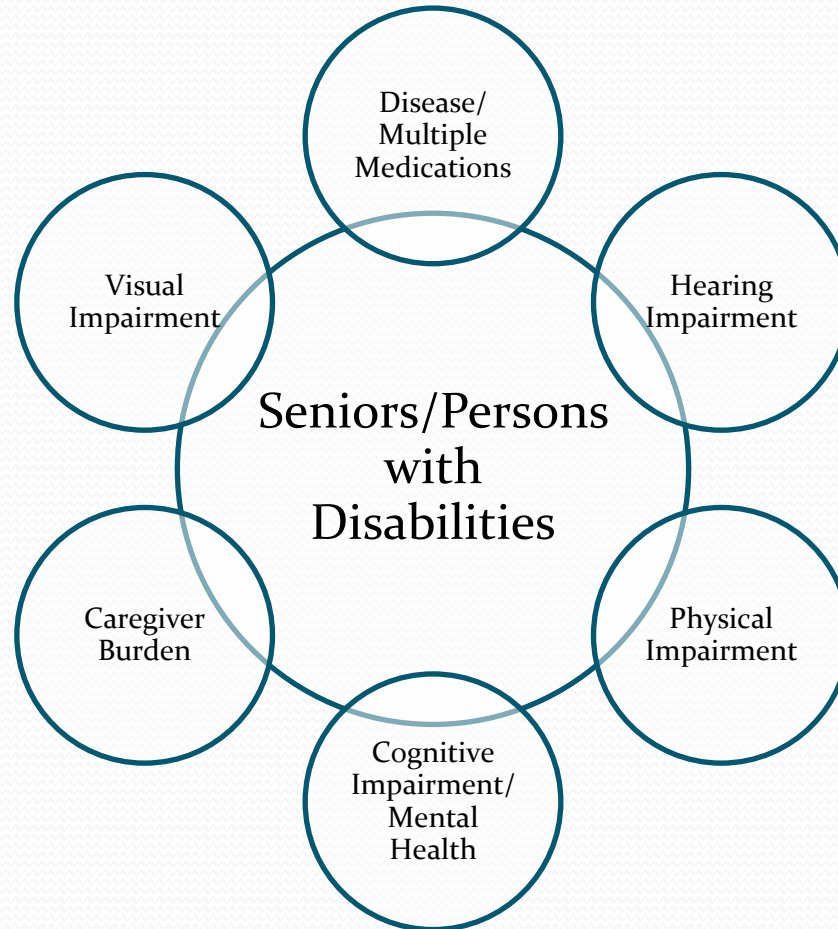 Disease/
Multiple
Medications
Visual
Impairment
Hearing
Impairment
Seniors/Persons
with
Disabilities
Caregiver
Burden
Physical
Impairment
Cognitive
Impairment/
Mental
Health